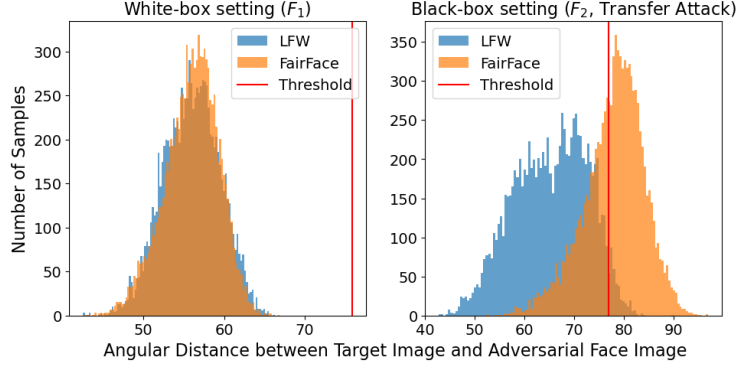 White-box setting (F₁)
Black-box setting (F₂, Transfer Attack)
Number of Samples
300
250
200
150
100
50
0
LFW
FairFace
Threshold
50
60
70
350
300
250
200
150
100
50
0
LFW
FairFace
Threshold
40
50
60
70
80
90
Angular Distance between Target Image and Adversarial Face Image